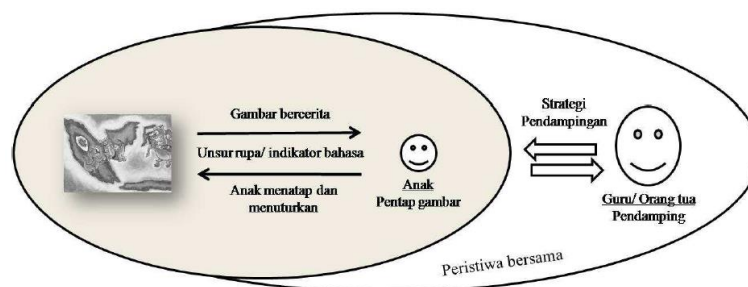 Gambar bercerita
Unsur rupa/ indikator bahasa
Anak menatap dan
menuturkan
Anak
Pentap gambar
Strategi
Pendampingan
Guru/ Orang tua
Pendamping
Peristiwa bersama